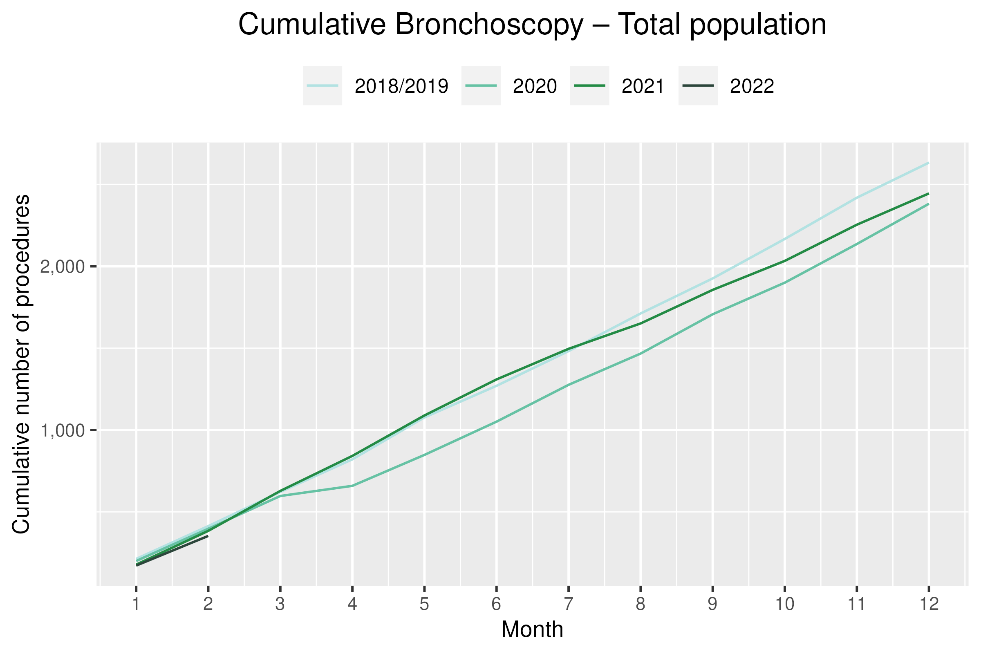 Cumulative Bronchoscopy – Total population
2018/2019 2020 2021 2022
Cumulative number of procedures
2,000
1,000
1 2 3 4 5 6 7 8 9 10 11 12
Month